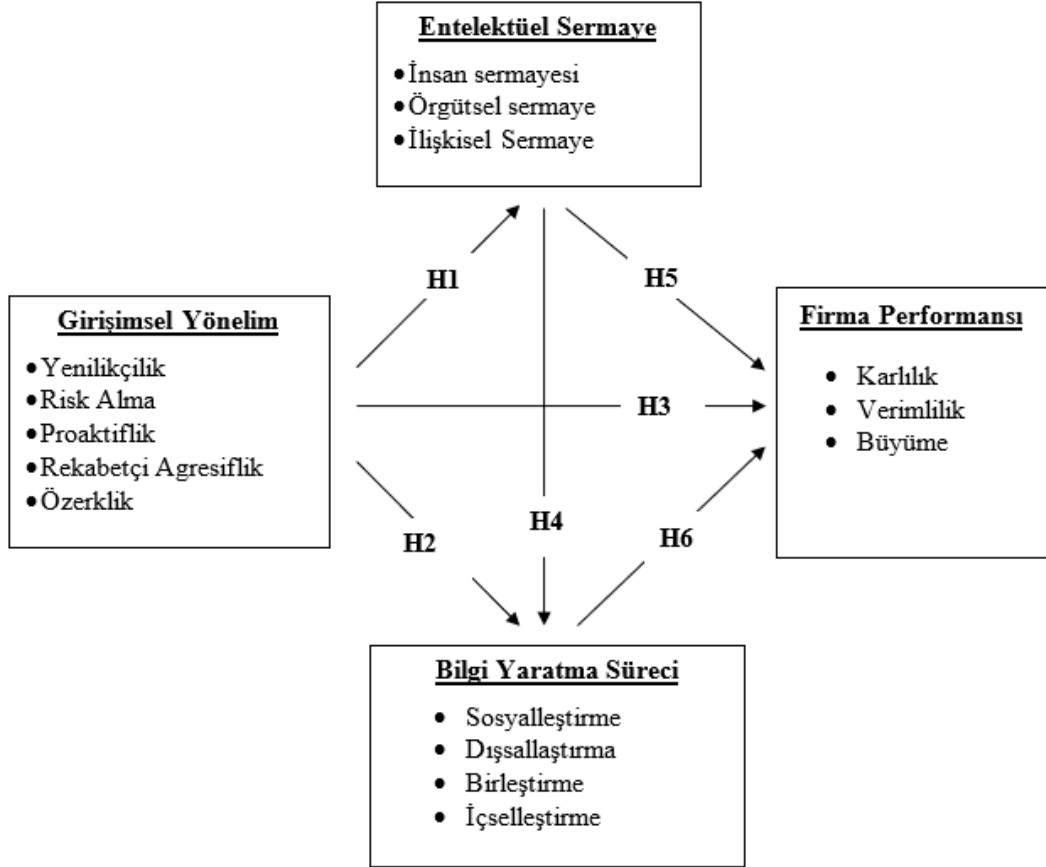 Entelektüel Sermaye
•İnsan sermayesi
•Örgütsel sermaye
•İlişkisel Sermaye
H1
H5
Girişimsel Yönelim
•Yenilikçilik
•Risk Alma
•Proaktiflik
•Rekabetçi Agresiflik
•Özerklik
H3
Firma Performansı
• Karlılık
• Verimlilik
• Büyüme
H2
H4
H6
Bilgi Yaratma Süreci
• Sosyalleştirme
• Dışsallaştırma
• Birleştirme
• İçselleştirme